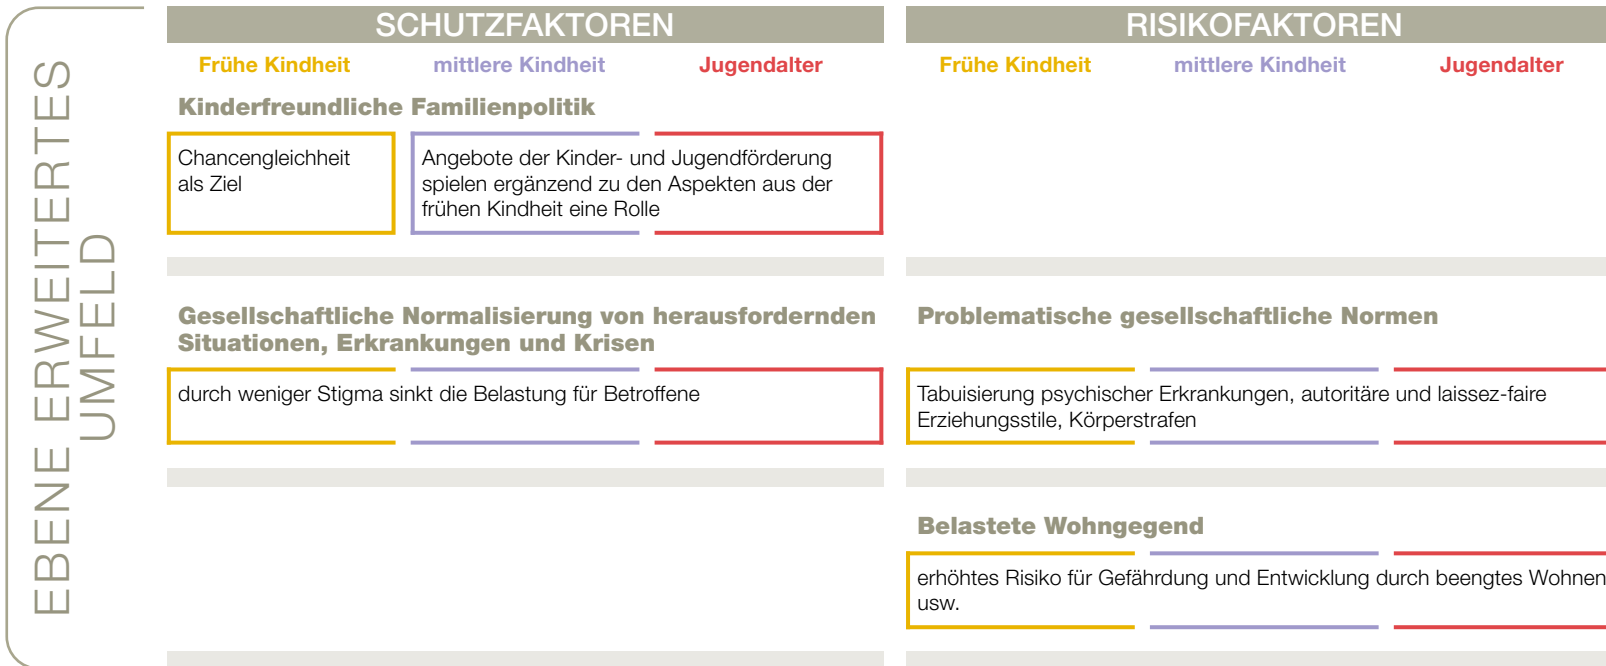 EBENE ERWEITERTES
UMFELD
SCHUTZFAKTOREN
Frühe Kindheit mittlere Kindheit Jugendalter
Kinderfreundliche Familienpolitik
Chancengleichheit
als Ziel
Angebote der Kinder- und Jugendförderung
spielen ergänzend zu den Aspekten aus der
frühen Kindheit eine Rolle
Gesellschaftliche Normalisierung von herausfordernden
Situationen, Erkrankungen und Krisen
durch weniger Stigma sinkt die Belastung für Betroffene
RISIKOFAKTOREN
Frühe Kindheit mittlere Kindheit Jugendalter
Problematische gesellschaftliche Normen
Tabuisierung psychischer Erkrankungen, autoritäre und laissez-faire
Erziehungsstile, Körperstrafen
Belastete Wohngegend
erhöhtes Risiko für Gefährdung und Entwicklung durch beengtes Wohnen
usw.